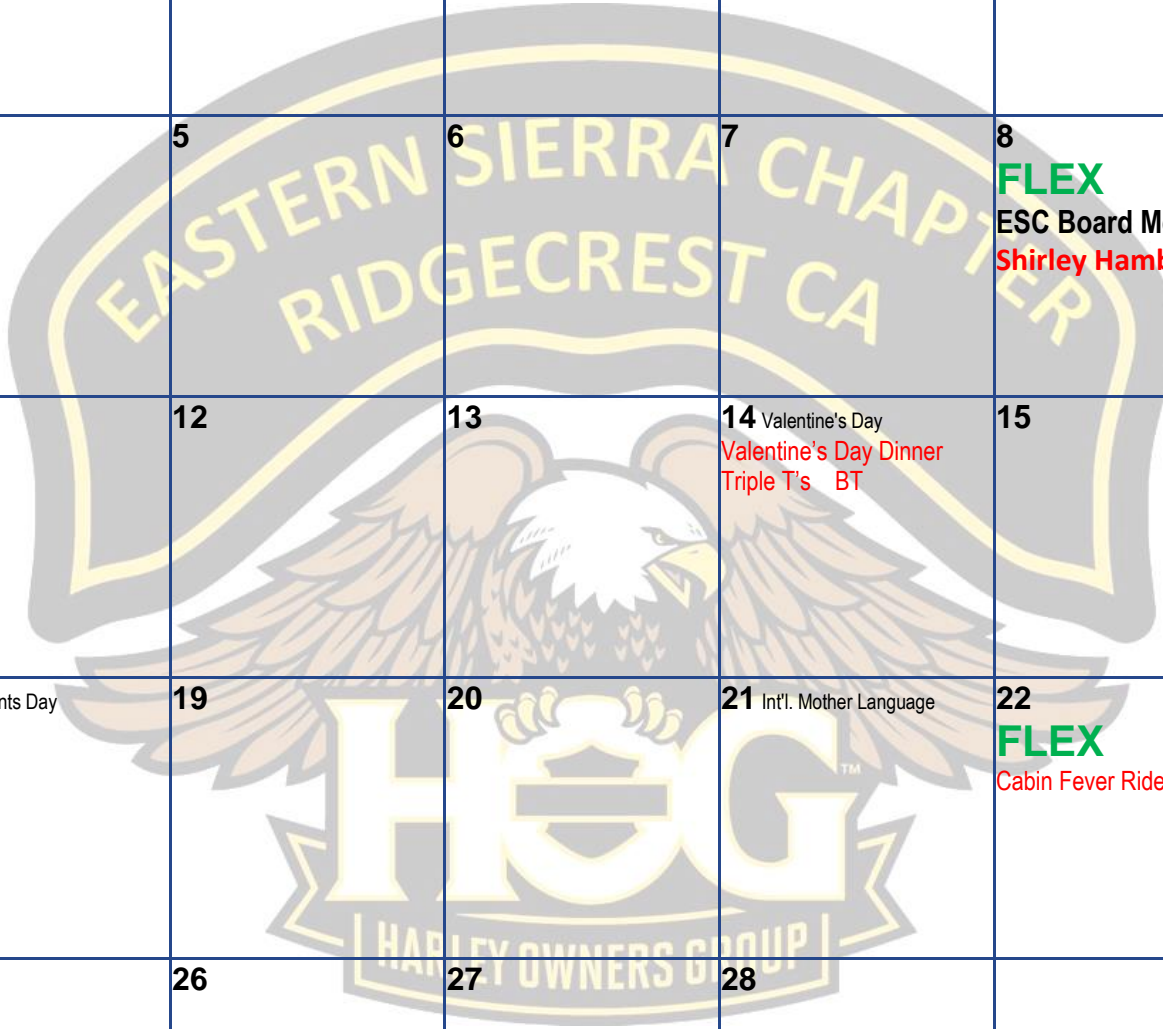 EASTERN SIERRA CHAPTER
RIDGECREST CA
5
6
7
8
FLEX
ESC Board
Shirley
12
13
14 Valentine's Day
Valentine's Day Dinner
Triple T's BT
15
Day
19
20
21 Int'l. Mother Language
22
FLEX
Cabin Fever Ride
HOG
TM
HARLEY OWNERS GROUP
26
27
28